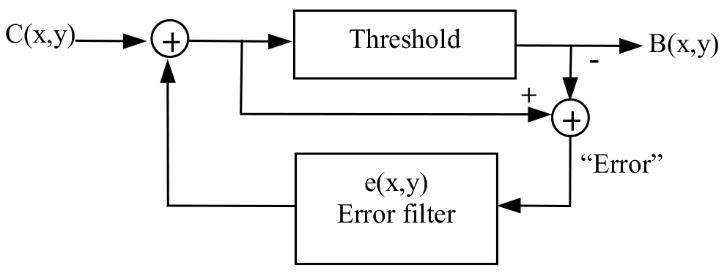 C(x,y)
+
Threshold
-
B(x,y)
+
+
“Error”
e(x,y)
Error filter